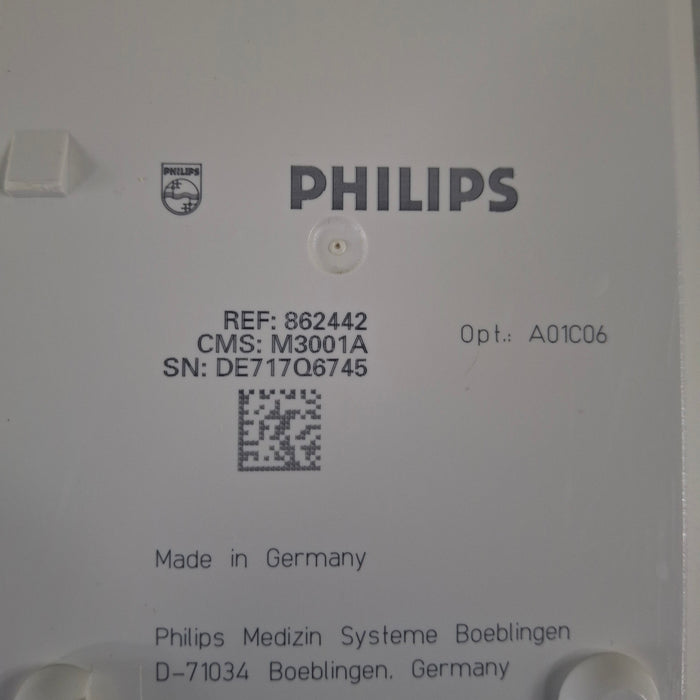 PHILIPS
PHILIPS
REF: 862442
CMS: M3001A
SN: DE717Q6745
Opt.: A01C06
Made in Germany
Philips Medizin Systeme Boeblingen
D-71034 Boeblingen, Germany